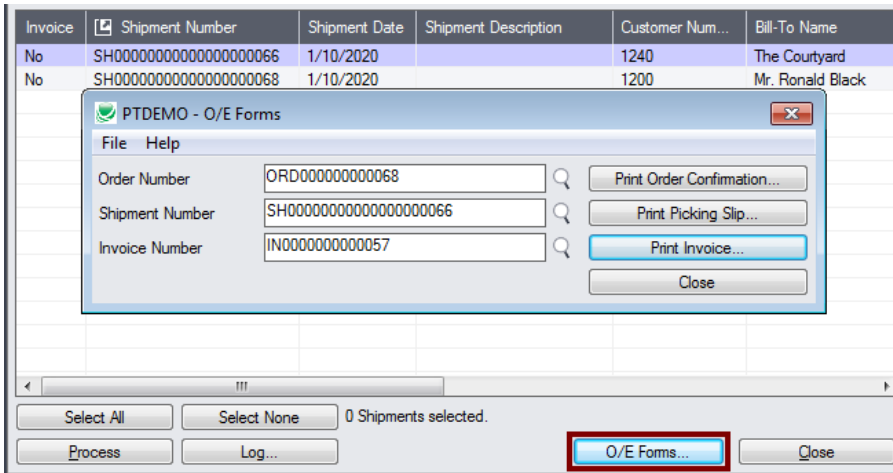 Invoice Shipment Number Shipment Date Shipment Description Customer Num... Bill-To Name
No SH00000000000000000066 1/10/2020 1240 The Courtyard
No SH00000000000000000068 1/10/2020 1200 Mr. Ronald Black
PTDEMO - O/E Forms
File Help
Order Number ORD000000000068 Print Order Confirmation...
Shipment Number SH00000000000000000066 Print Picking Slip...
Invoice Number IN0000000000057 Print Invoice...
Close
Select All Select None 0 Shipments selected.
Process Log... O/E Forms... Close